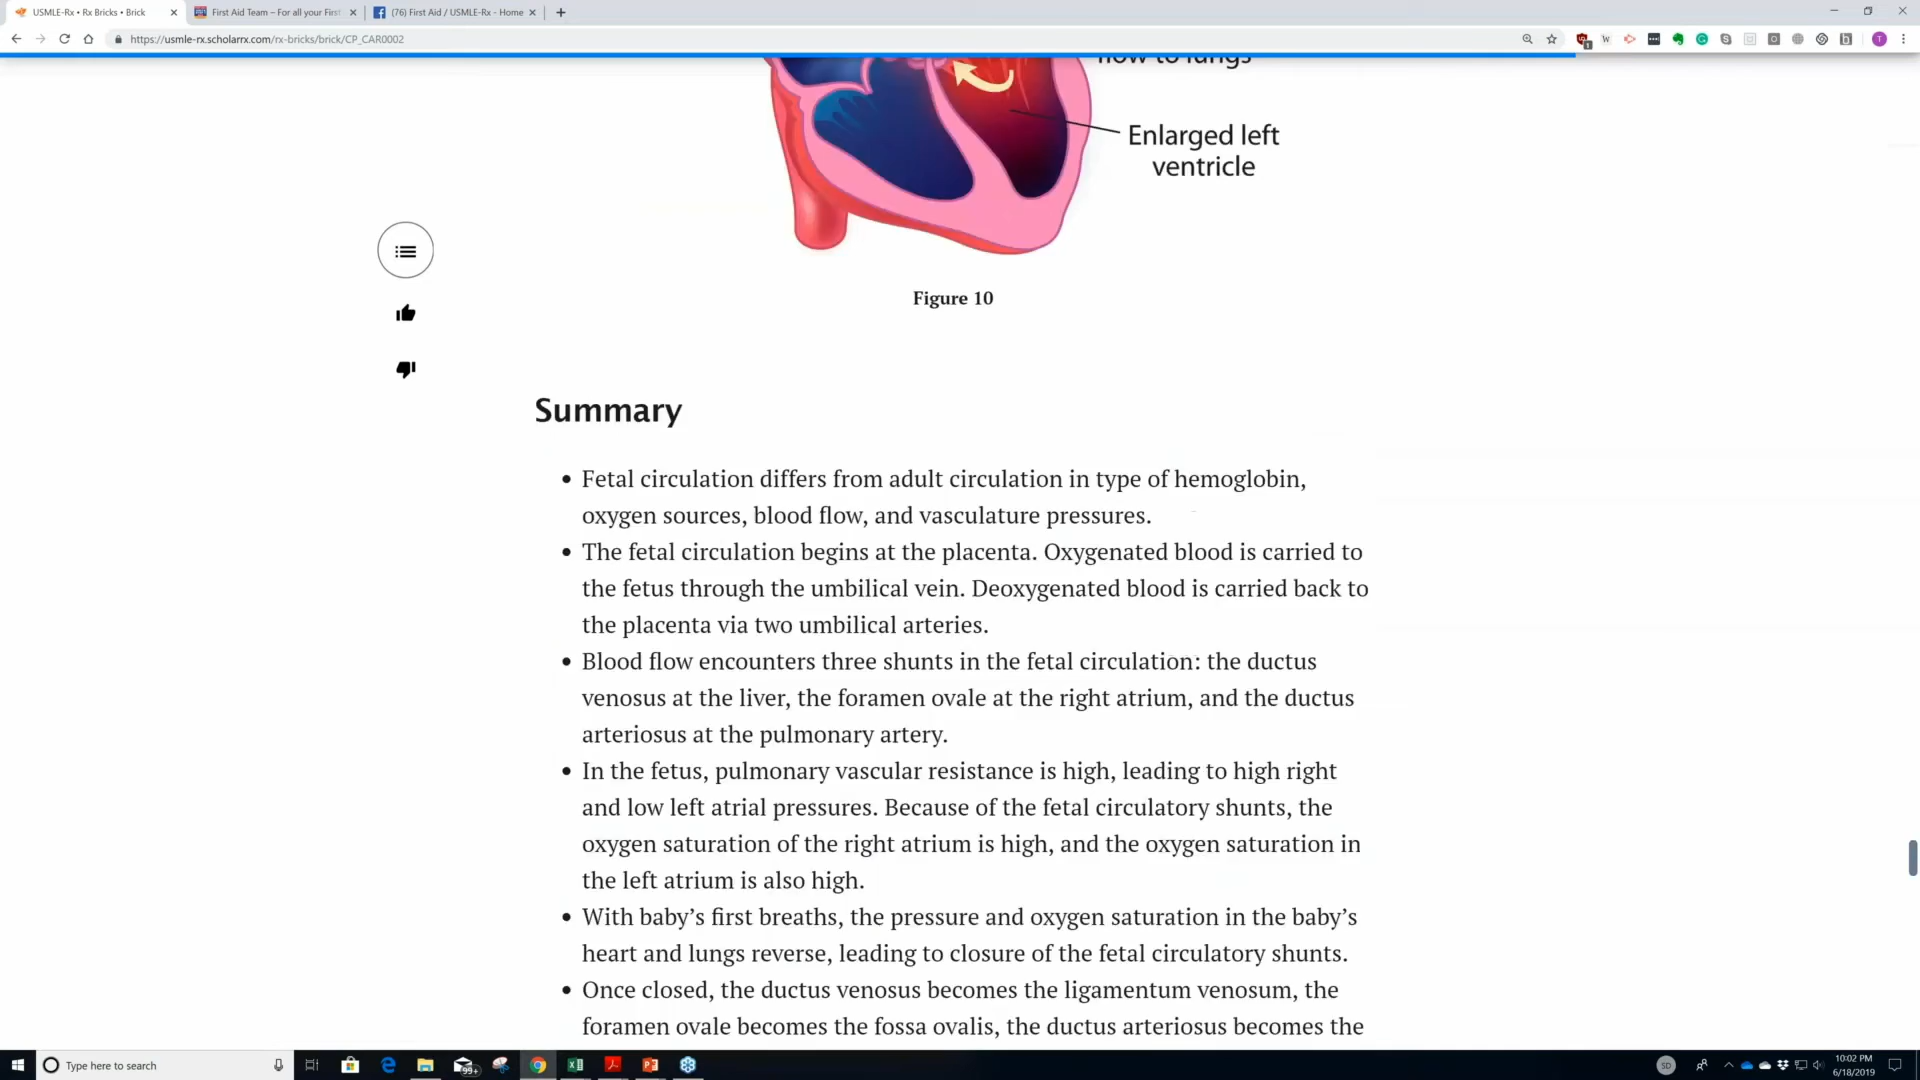 USMLE-Rx • Rx Bricks • Brick
First Aid Team – For all your First
(76) First Aid / USMLE-Rx - Home
https://usmle-rx.scholarrx.com/rx-bricks/brick/CP_CAR0002
flow to lungs
Enlarged left
ventricle
Figure 10
Summary
• Fetal circulation differs from adult circulation in type of hemoglobin,
oxygen sources, blood flow, and vasculature pressures.
• The fetal circulation begins at the placenta. Oxygenated blood is carried to
the fetus through the umbilical vein. Deoxygenated blood is carried back to
the placenta via two umbilical arteries.
• Blood flow encounters three shunts in the fetal circulation: the ductus
venosus at the liver, the foramen ovale at the right atrium, and the ductus
arteriosus at the pulmonary artery.
• In the fetus, pulmonary vascular resistance is high, leading to high right
and low left atrial pressures. Because of the fetal circulatory shunts, the
oxygen saturation of the right atrium is high, and the oxygen saturation in
the left atrium is also high.
• With baby’s first breaths, the pressure and oxygen saturation in the baby’s
heart and lungs reverse, leading to closure of the fetal circulatory shunts.
• Once closed, the ductus venosus becomes the ligamentum venosum, the
foramen ovale becomes the fossa ovalis, the ductus arteriosus becomes the
Type here to search
99+
SD
10:02 PM
6/18/2019